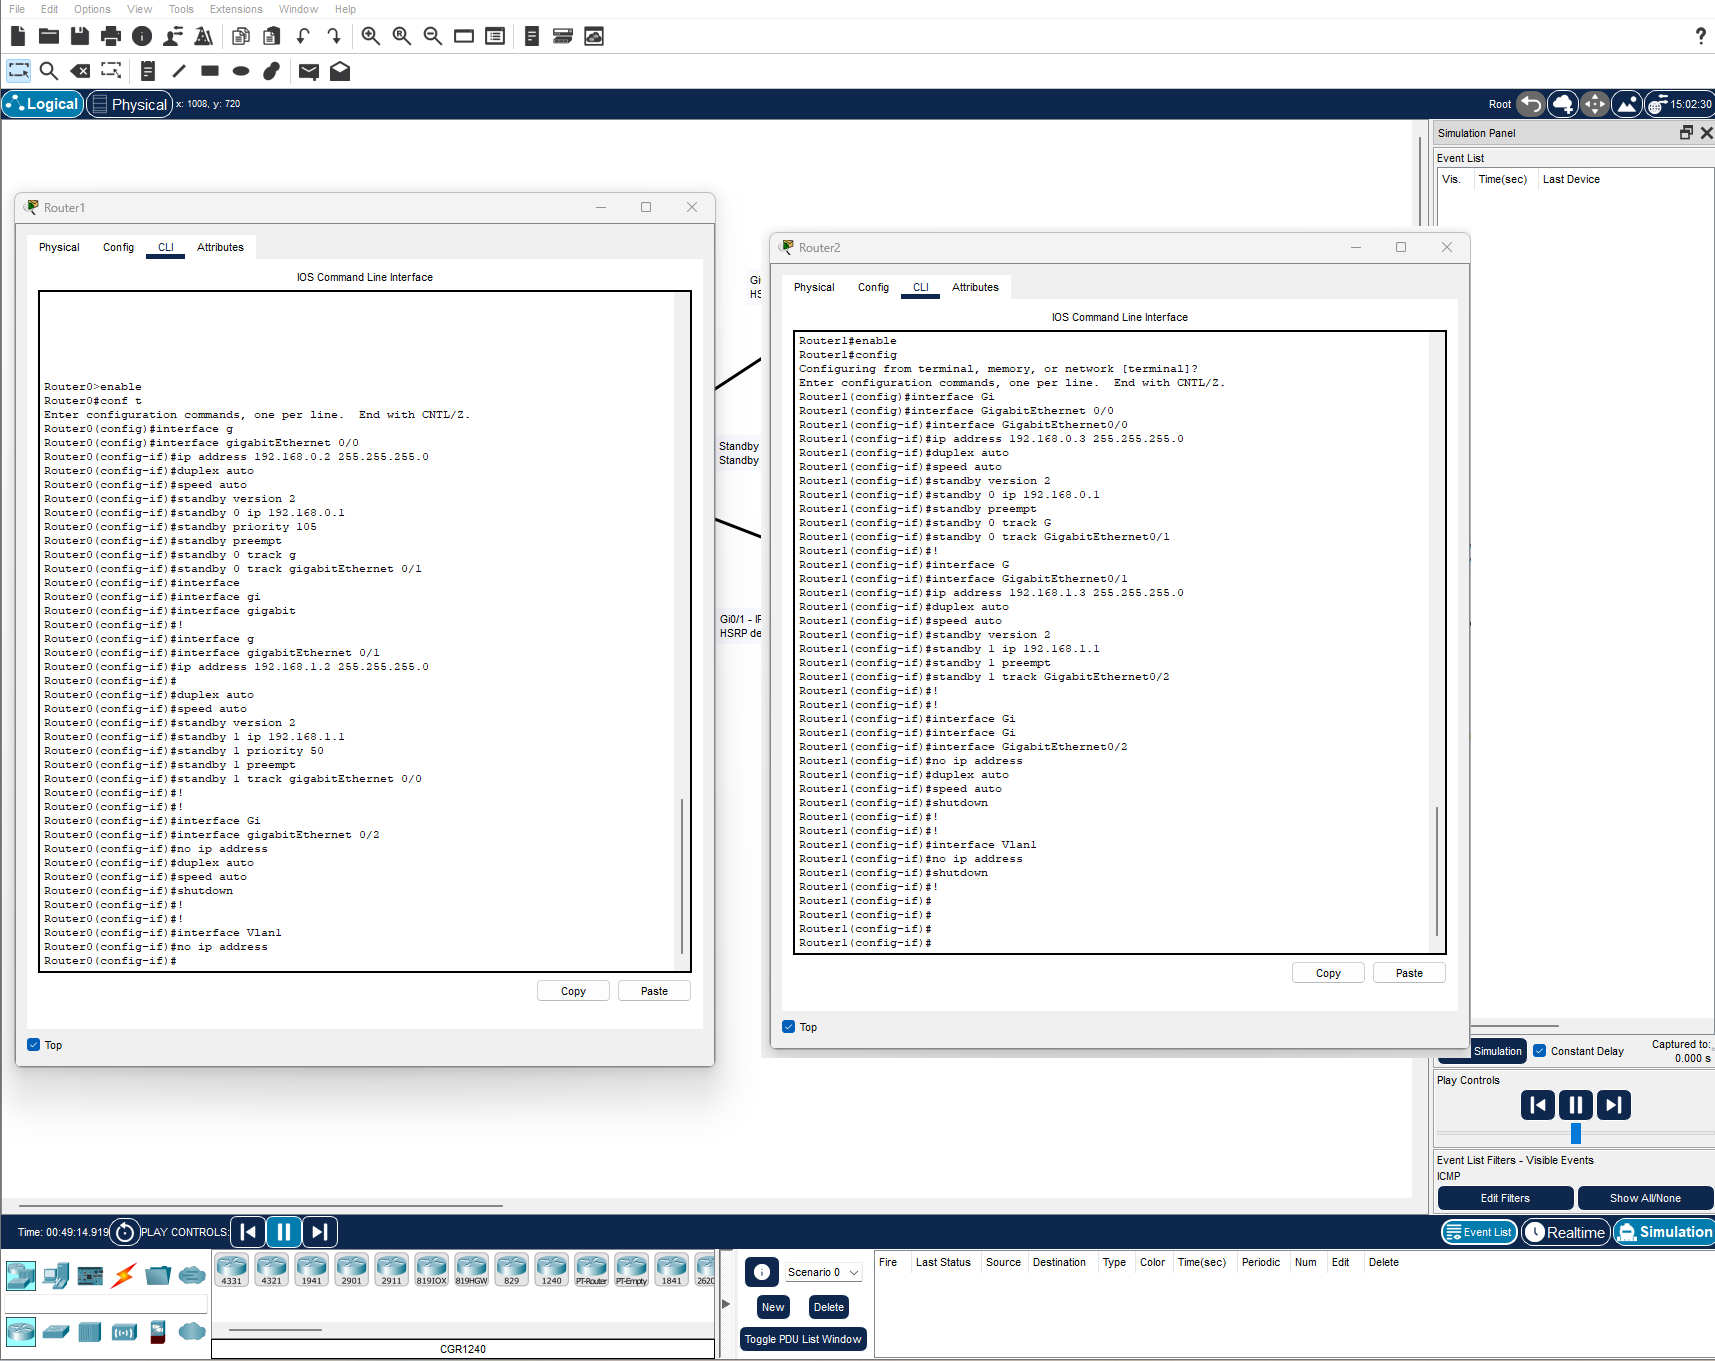 File Edit Options View Tools Extensions Window Help
?
Logical Physical x: 1008, y: 720
Root 15:02:30
Simulation Panel
Event List
Vis. Time(sec) Last Device
Router1
Physical Config CLI Attributes
IOS Command Line Interface
Router0>enable
Router0#conf t
Enter configuration commands, one per line. End with CNTL/Z.
Router0(config)#interface g
Router0(config)#interface gigabitEthernet 0/0
Router0(config-if)#ip address 192.168.0.2 255.255.255.0
Router0(config-if)#duplex auto
Router0(config-if)#speed auto
Router0(config-if)#standby version 2
Router0(config-if)#standby 0 ip 192.168.0.1
Router0(config-if)#standby priority 105
Router0(config-if)#standby preempt
Router0(config-if)#standby 0 track g
Router0(config-if)#standby 0 track gigabitEthernet 0/1
Router0(config-if)#interface
Router0(config-if)#interface gi
Router0(config-if)#interface gigabit
Router0(config-if)#!
Router0(config-if)#interface g
Router0(config-if)#interface gigabitEthernet 0/1
Router0(config-if)#ip address 192.168.1.2 255.255.255.0
Router0(config-if)#
Router0(config-if)#duplex auto
Router0(config-if)#speed auto
Router0(config-if)#standby version 2
Router0(config-if)#standby 1 ip 192.168.1.1
Router0(config-if)#standby 1 priority 50
Router0(config-if)#standby 1 preempt
Router0(config-if)#standby 1 track gigabitEthernet 0/0
Router0(config-if)#!
Router0(config-if)#!
Router0(config-if)#interface Gi
Router0(config-if)#interface gigabitEthernet 0/2
Router0(config-if)#no ip address
Router0(config-if)#duplex auto
Router0(config-if)#speed auto
Router0(config-if)#shutdown
Router0(config-if)#!
Router0(config-if)#!
Router0(config-if)#interface Vlan1
Router0(config-if)#no ip address
Router0(config-if)#
Copy Paste
Top
Gi
HS
Standby
Standby
Gi0/1 - IP
HSRP de
Router2
Physical Config CLI Attributes
IOS Command Line Interface
Router1#enable
Router1#config
Configuring from terminal, memory, or network [terminal]?
Enter configuration commands, one per line. End with CNTL/Z.
Router1(config)#interface Gi
Router1(config)#interface GigabitEthernet 0/0
Router1(config-if)#interface GigabitEthernet0/0
Router1(config-if)#ip address 192.168.0.3 255.255.255.0
Router1(config-if)#duplex auto
Router1(config-if)#speed auto
Router1(config-if)#standby version 2
Router1(config-if)#standby 0 ip 192.168.0.1
Router1(config-if)#standby preempt
Router1(config-if)#standby 0 track G
Router1(config-if)#standby 0 track GigabitEthernet0/1
Router1(config-if)#!
Router1(config-if)#interface G
Router1(config-if)#interface GigabitEthernet0/1
Router1(config-if)#ip address 192.168.1.3 255.255.255.0
Router1(config-if)#duplex auto
Router1(config-if)#speed auto
Router1(config-if)#standby version 2
Router1(config-if)#standby 1 ip 192.168.1.1
Router1(config-if)#standby 1 preempt
Router1(config-if)#standby 1 track GigabitEthernet0/2
Router1(config-if)#!
Router1(config-if)#!
Router1(config-if)#interface Gi
Router1(config-if)#interface Gi
Router1(config-if)#interface GigabitEthernet0/2
Router1(config-if)#no ip address
Router1(config-if)#duplex auto
Router1(config-if)#speed auto
Router1(config-if)#shutdown
Router1(config-if)#!
Router1(config-if)#!
Router1(config-if)#interface Vlan1
Router1(config-if)#no ip address
Router1(config-if)#shutdown
Router1(config-if)#!
Router1(config-if)#
Router1(config-if)#
Router1(config-if)#
Router1(config-if)#
Copy Paste
Top
Simulation Constant Delay Captured to:
0.000 s
Play Controls
Event List Filters - Visible Events
ICMP
Edit Filters Show All/None
Time: 00:49:14.919 PLAY CONTROLS:
Event List Realtime Simulation
4331 4321 1941 2901 2911 819IOX 819HGW 829 1240 PT-Router PT-Empty 1841 2620
CGR1240
Scenario 0
New Delete
Toggle PDU List Window
Fire Last Status Source Destination Type Color Time(sec) Periodic Num Edit Delete